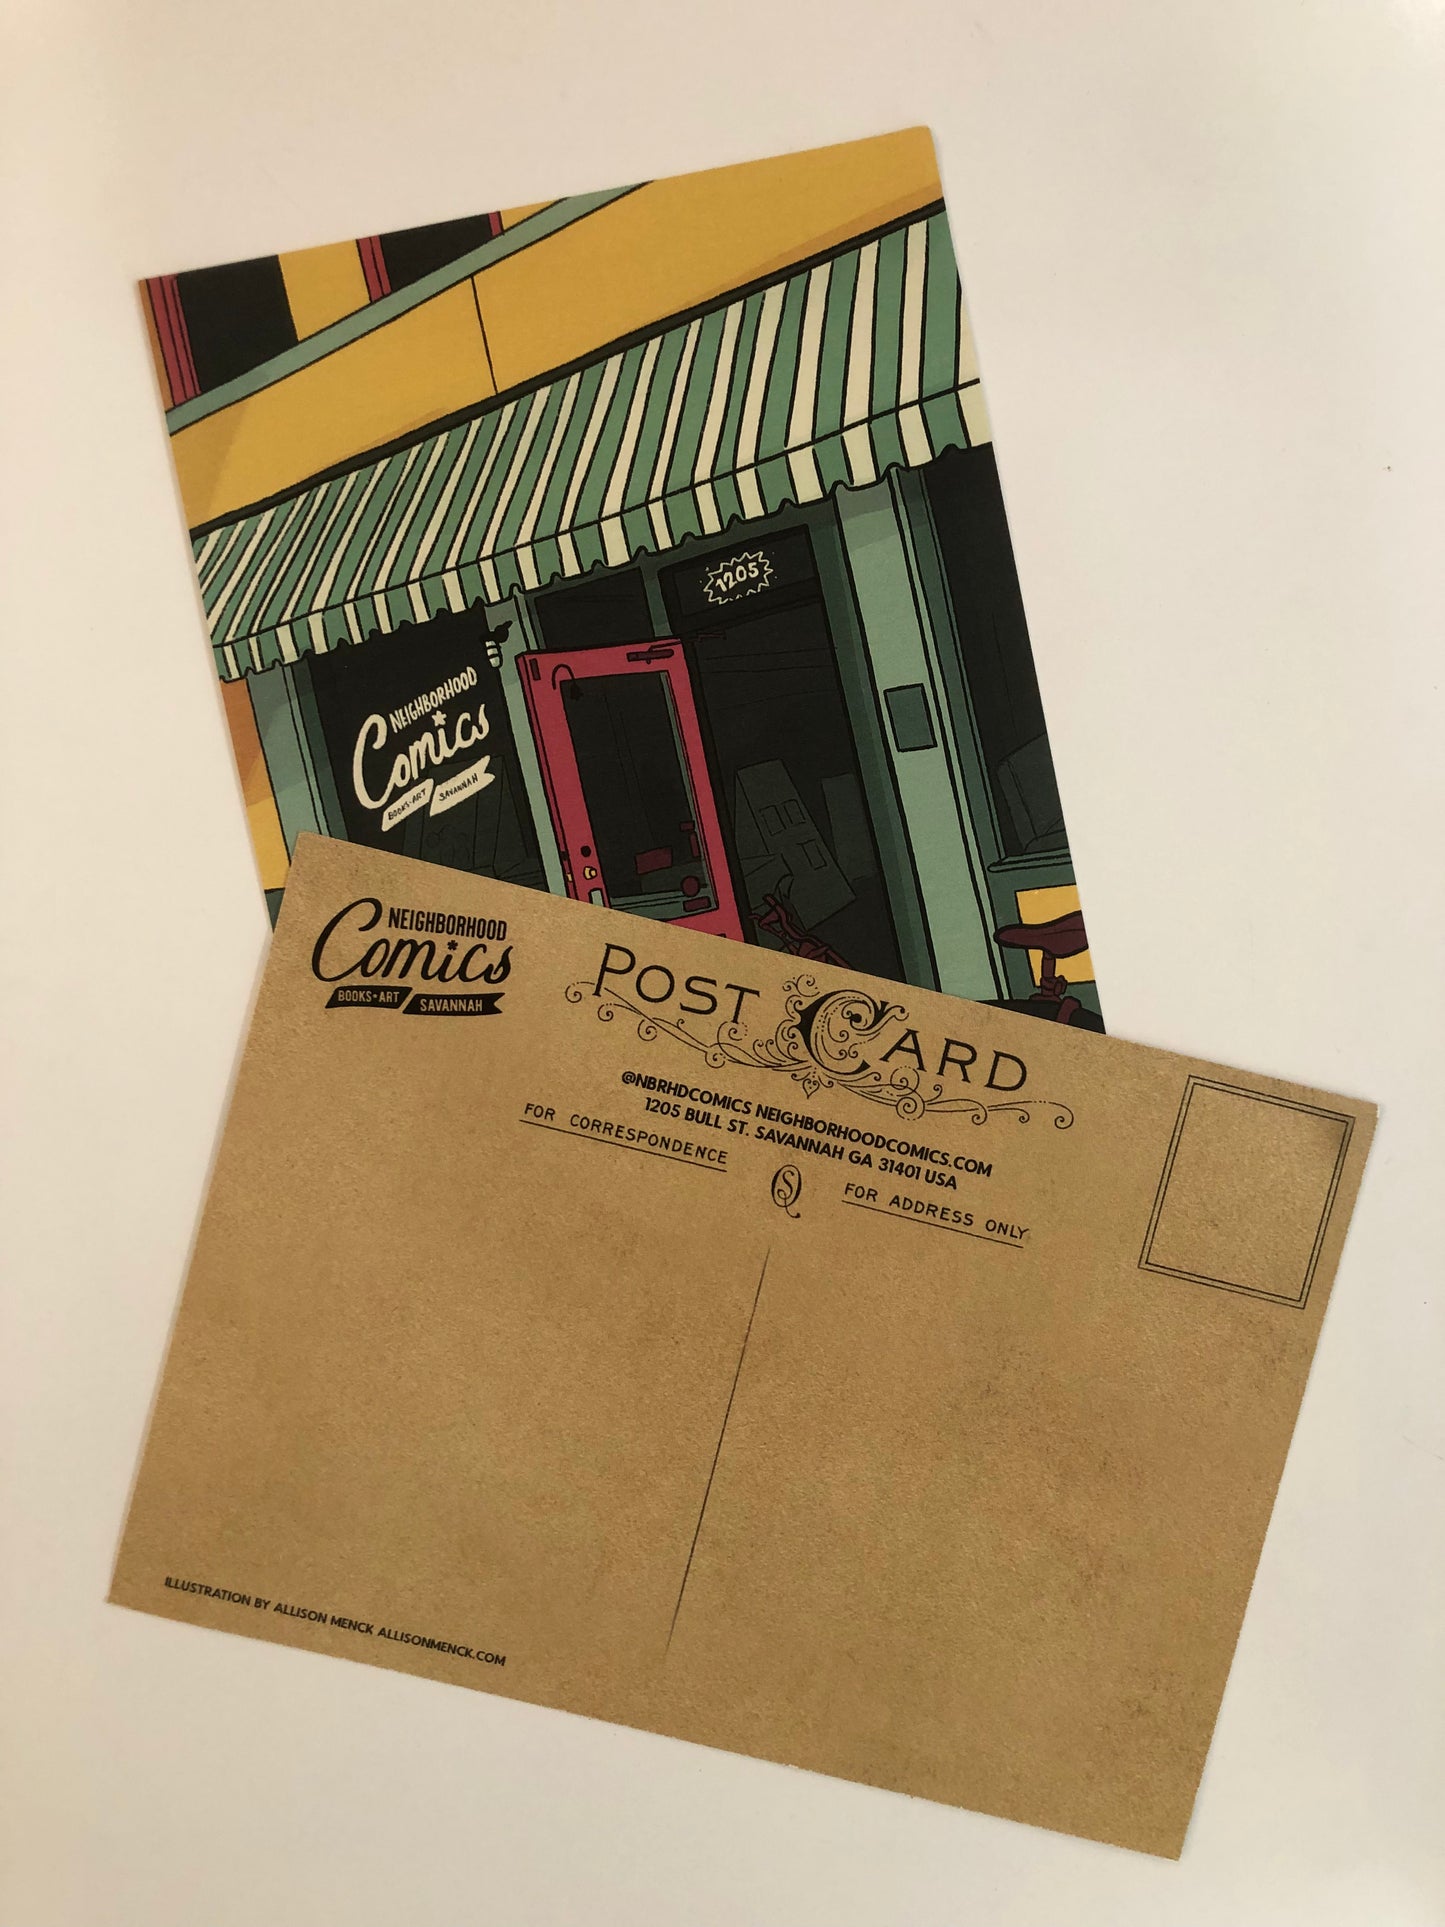 1205
NEIGHBORHOOD
Comics
BOOKS+ART SAVANNAH
NEIGHBORHOOD
Comics
BOOKS+ART SAVANNAH
POST CARD
@NBRHDCOMICS NEIGHBORHOODCOMICS.COM
1205 BULL ST. SAVANNAH GA 31401 USA
FOR CORRESPONDENCE
FOR ADDRESS ONLY
ILLUSTRATION BY ALLISON MENCK ALLISONMENCK.COM